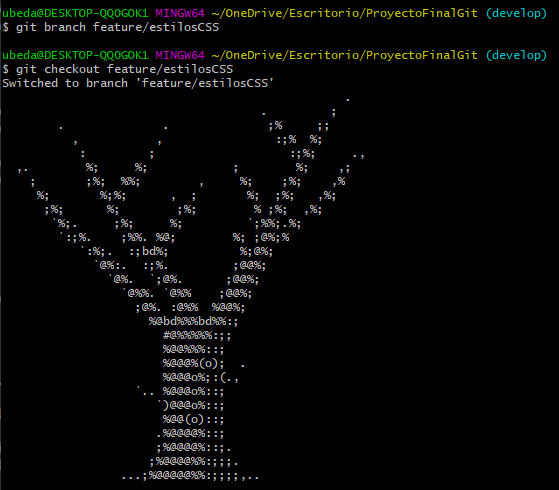 ubeda@DESKTOP-QQOGOK1 MINGW64 ~/OneDrive/Escritorio/ProyectoFinalGit (develop)
$ git branch feature/estilosCSS
ubeda@DESKTOP-QQOGOK1 MINGW64 ~/OneDrive/Escritorio/ProyectoFinalGit (develop)
$ git checkout feature/estilosCSS
Switched to branch 'feature/estilosCSS'
                                                .
                                    .         ;
        .              .              ;%     ;;
          ,           ,                :;%  %;
           :         ;                   :;%;'     .,
  ,.        %;     %;            ;        %;'    ,;
    ;       ;%;  %%;        ,     %;    ;%;    ,%'
     %;       %;%;      ,  ;       %;  ;%;   ,%;'
      ;%;      %;        ;%;        % ;%;  ,%;'
       `%;.     ;%;     %;'         `;%%;.%;'
        `:;%.    ;%%. %@;        %; ;@;%;%'
           `:%;.  :;bd%;          %;@%;'
             `@%:.  :;%.         ;@@%;'
               `@%.  `;@%.      ;@@%;
                 `@%%. `@%%    ;@@%;
                   ;@%. :@%%  %@@%;
                     %@bd%%%bd%%:;
                       #@%%%%%:;;
                       %@@%%%::;
                       %@@@%(o);  . '
                       %@@@o%;:(.,'
                   `.. %@@@o%::;
                      `)@@@o%::;
                       %@@(o)::;
                      .%@@@@%::;
                      ;%@@@@%::;.
                     ;%@@@@%%:;;;.
                 ...;%@@@@@%%:;;;;,..